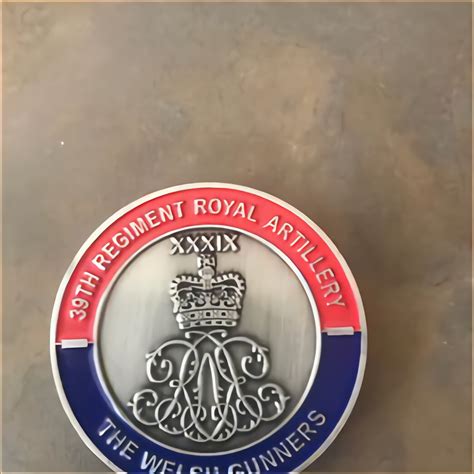 39TH REGIMENT ROYAL ARTILLERY
XXXIX
THE WELSH GUNNERS